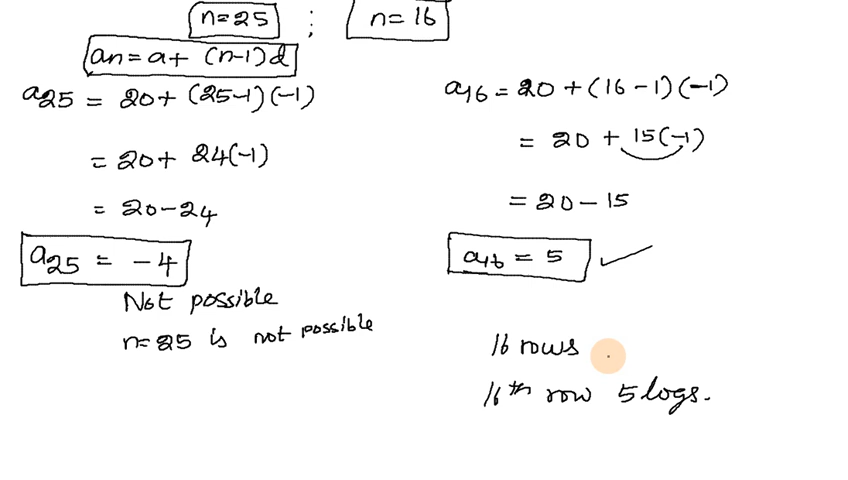 n=25 ; n=16
an = a + (n-1)d
a25 = 20+(25-1)(-1)
= 20+ 24(-1)
= 20-24
a25 = -4
Not possible
n=25 is not possible
a16 = 20+(16-1)(-1)
= 20 + 15(-1)
= 20-15
a16 = 5 ✓
16 rows
16th row 5 logs.